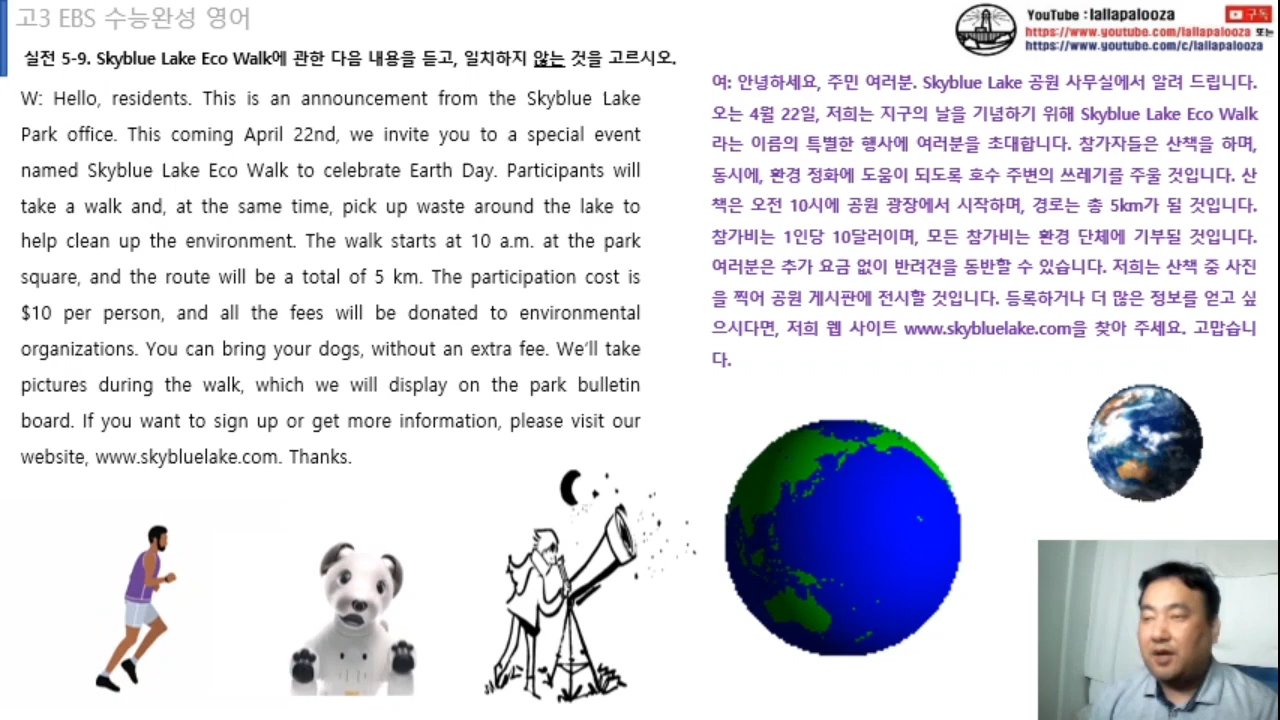 고3 EBS 수능완성 영어
YouTube : lallapalooza
구독
https://www.youtube.com/lallapalooza 또는
https://www.youtube.com/c/lallapalooza
실전 5-9. Skyblue Lake Eco Walk에 관한 다음 내용을 듣고, 일치하지 않는 것을 고르시오.
W: Hello, residents. This is an announcement from the Skyblue Lake
Park office. This coming April 22nd, we invite you to a special event
named Skyblue Lake Eco Walk to celebrate Earth Day. Participants will
take a walk and, at the same time, pick up waste around the lake to
help clean up the environment. The walk starts at 10 a.m. at the park
square, and the route will be a total of 5 km. The participation cost is
$10 per person, and all the fees will be donated to environmental
organizations. You can bring your dogs, without an extra fee. We'll take
pictures during the walk, which we will display on the park bulletin
board. If you want to sign up or get more information, please visit our
website, www.skybluelake.com. Thanks.
여: 안녕하세요, 주민 여러분. Skyblue Lake 공원 사무실에서 알려 드립니다.
오는 4월 22일, 저희는 지구의 날을 기념하기 위해 Skyblue Lake Eco Walk
라는 이름의 특별한 행사에 여러분을 초대합니다. 참가자들은 산책을 하며,
동시에, 환경 정화에 도움이 되도록 호수 주변의 쓰레기를 주울 것입니다. 산
책은 오전 10시에 공원 광장에서 시작하며, 경로는 총 5km가 될 것입니다.
참가비는 1인당 10달러이며, 모든 참가비는 환경 단체에 기부될 것입니다.
여러분은 추가 요금 없이 반려견을 동반할 수 있습니다. 저희는 산책 중 사진
을 찍어 공원 게시판에 전시할 것입니다. 등록하거나 더 많은 정보를 얻고 싶
으시다면, 저희 웹 사이트 www.skybluelake.com을 찾아 주세요. 고맙습니
다.